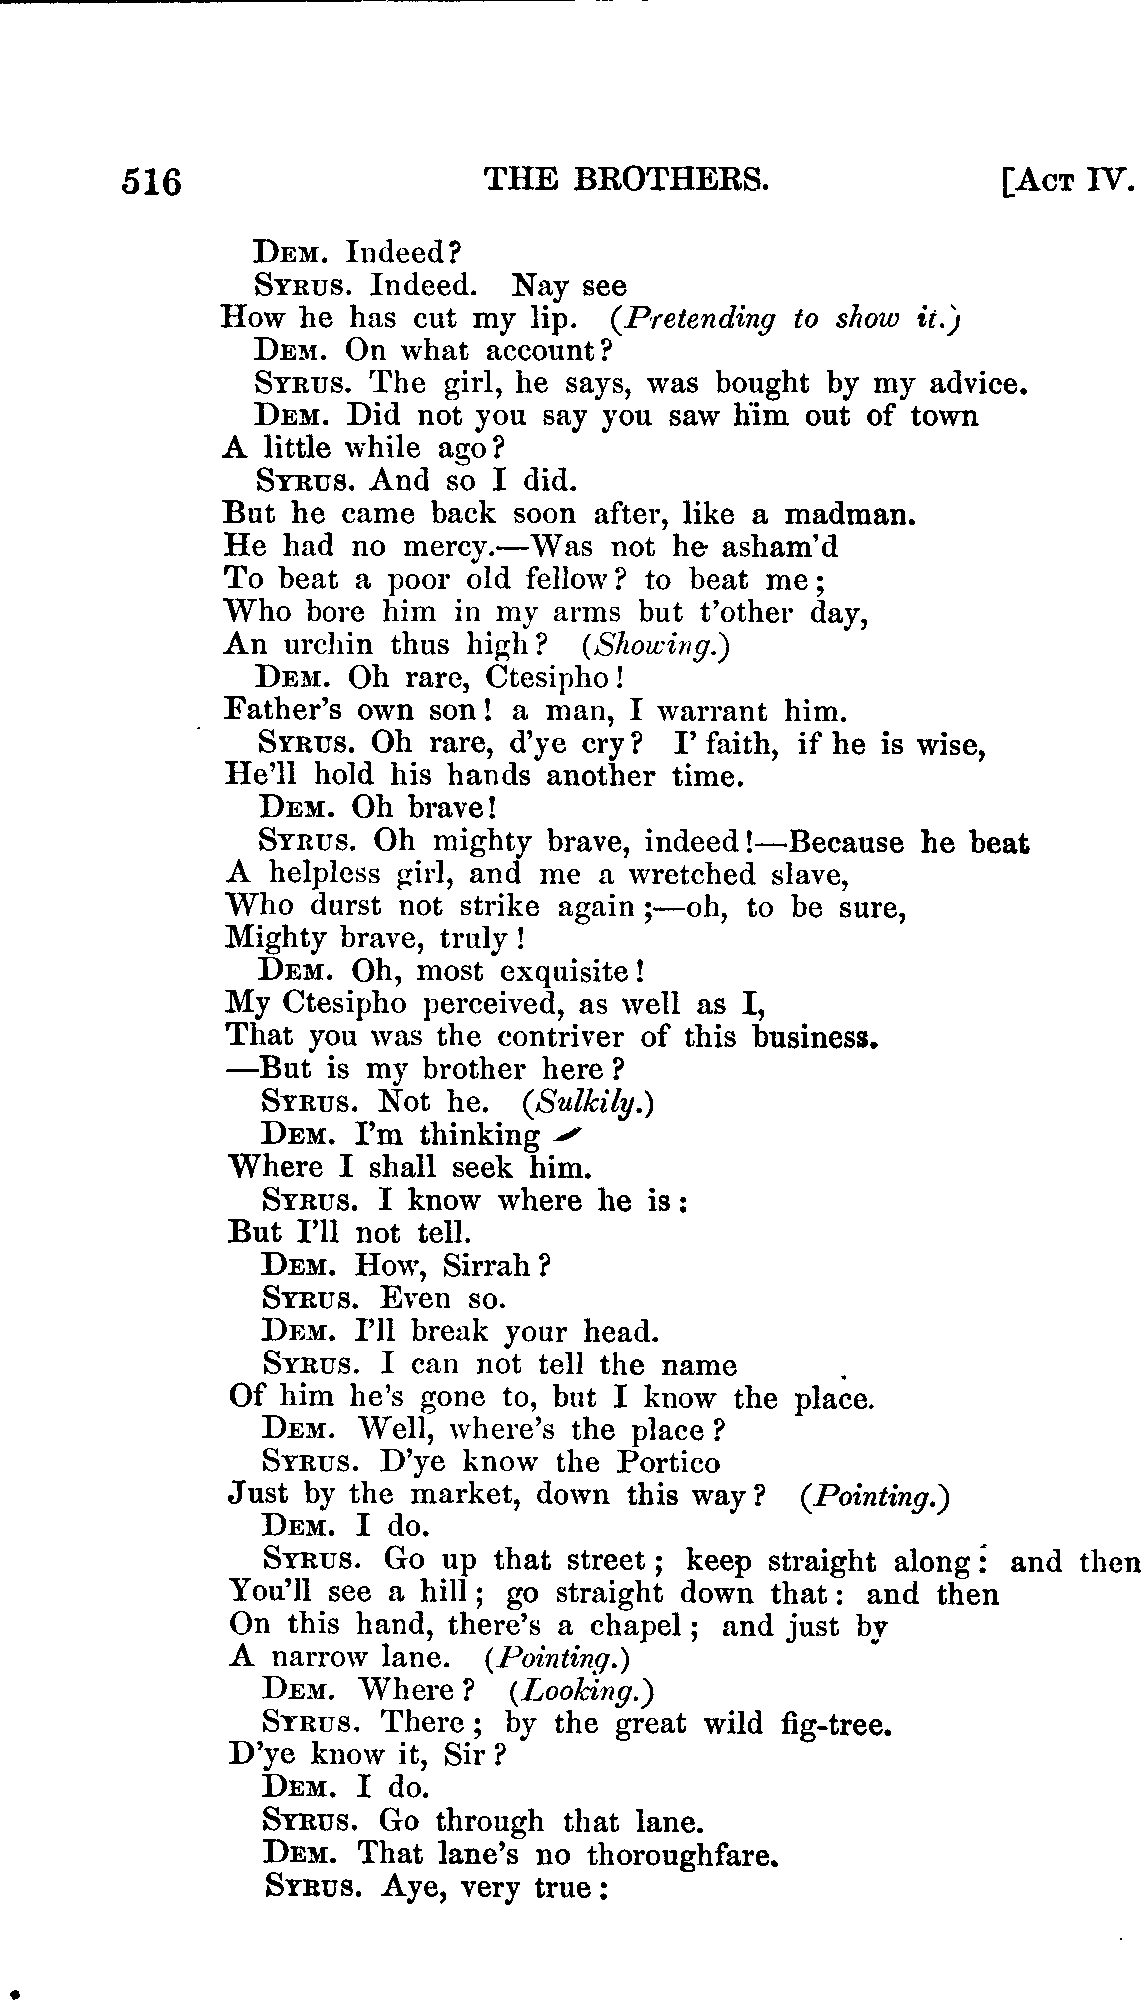 516 THE BROTHERS. [ACT IV.
DEM. Indeed?
SYRUS. Indeed. Nay see
How he has cut my lip. (Pretending to show it.)
DEM. On what account?
SYRUS. The girl, he says, was bought by my advice.
DEM. Did not you say you saw him out of town
A little while ago?
SYRUS. And so I did.
But he came back soon after, like a madman.
He had no mercy.—Was not he asham'd
To beat a poor old fellow? to beat me;
Who bore him in my arms but t'other day,
An urchin thus high? (Showing.)
DEM. Oh rare, Ctesipho!
Father's own son! a man, I warrant him.
SYRUS. Oh rare, d'ye cry? I' faith, if he is wise,
He'll hold his hands another time.
DEM. Oh brave!
SYRUS. Oh mighty brave, indeed!—Because he beat
A helpless girl, and me a wretched slave,
Who durst not strike again;—oh, to be sure,
Mighty brave, truly!
DEM. Oh, most exquisite!
My Ctesipho perceived, as well as I,
That you was the contriver of this business.
—But is my brother here?
SYRUS. Not he. (Sulkily.)
DEM. I'm thinking
Where I shall seek him.
SYRUS. I know where he is:
But I'll not tell.
DEM. How, Sirrah?
SYRUS. Even so.
DEM. I'll break your head.
SYRUS. I can not tell the name
Of him he's gone to, but I know the place.
DEM. Well, where's the place?
SYRUS. D'ye know the Portico
Just by the market, down this way? (Pointing.)
DEM. I do.
SYRUS. Go up that street; keep straight along: and then
You'll see a hill; go straight down that: and then
On this hand, there's a chapel; and just by
A narrow lane. (Pointing.)
DEM. Where? (Looking.)
SYRUS. There; by the great wild fig-tree.
D'ye know it, Sir?
DEM. I do.
SYRUS. Go through that lane.
DEM. That lane's no thoroughfare.
SYRUS. Aye, very true: